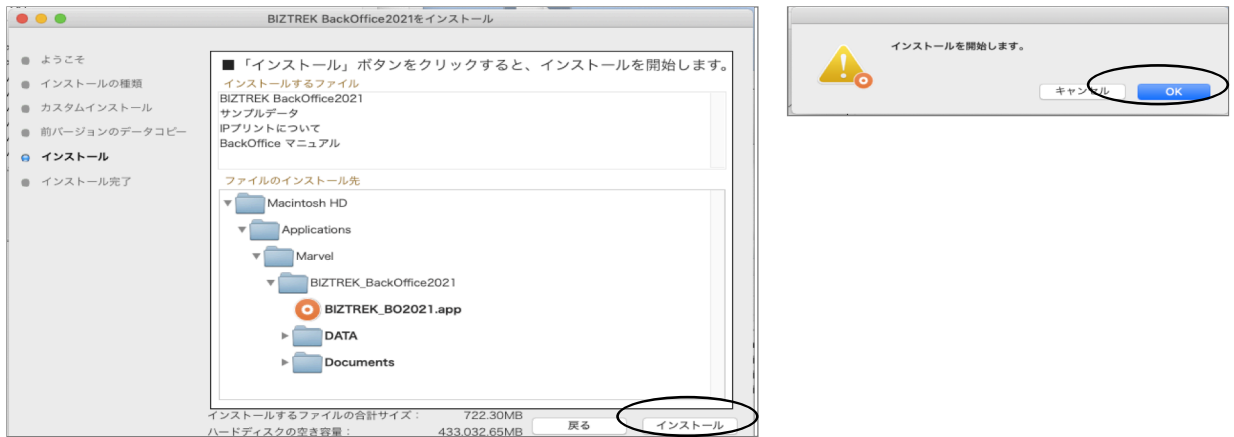 BIZTREK BackOffice2021をインストール
ようこそ
インストールの種類
カスタムインストール
前バージョンのデータコピー
インストール
インストール完了
■「インストール」ボタンをクリックすると、インストールを開始します。
インストールするファイル
BIZTREK BackOffice2021
サンプルデータ
IPプリントについて
BackOffice マニュアル
ファイルのインストール先
Macintosh HD
Applications
Marvel
BIZTREK_BackOffice2021
BIZTREK_BO2021.app
DATA
Documents
インストールするファイルの合計サイズ： 722.30MB
ハードディスクの空き容量： 433,032.65MB
戻る
インストール
インストールを開始します。
キャンセル
OK